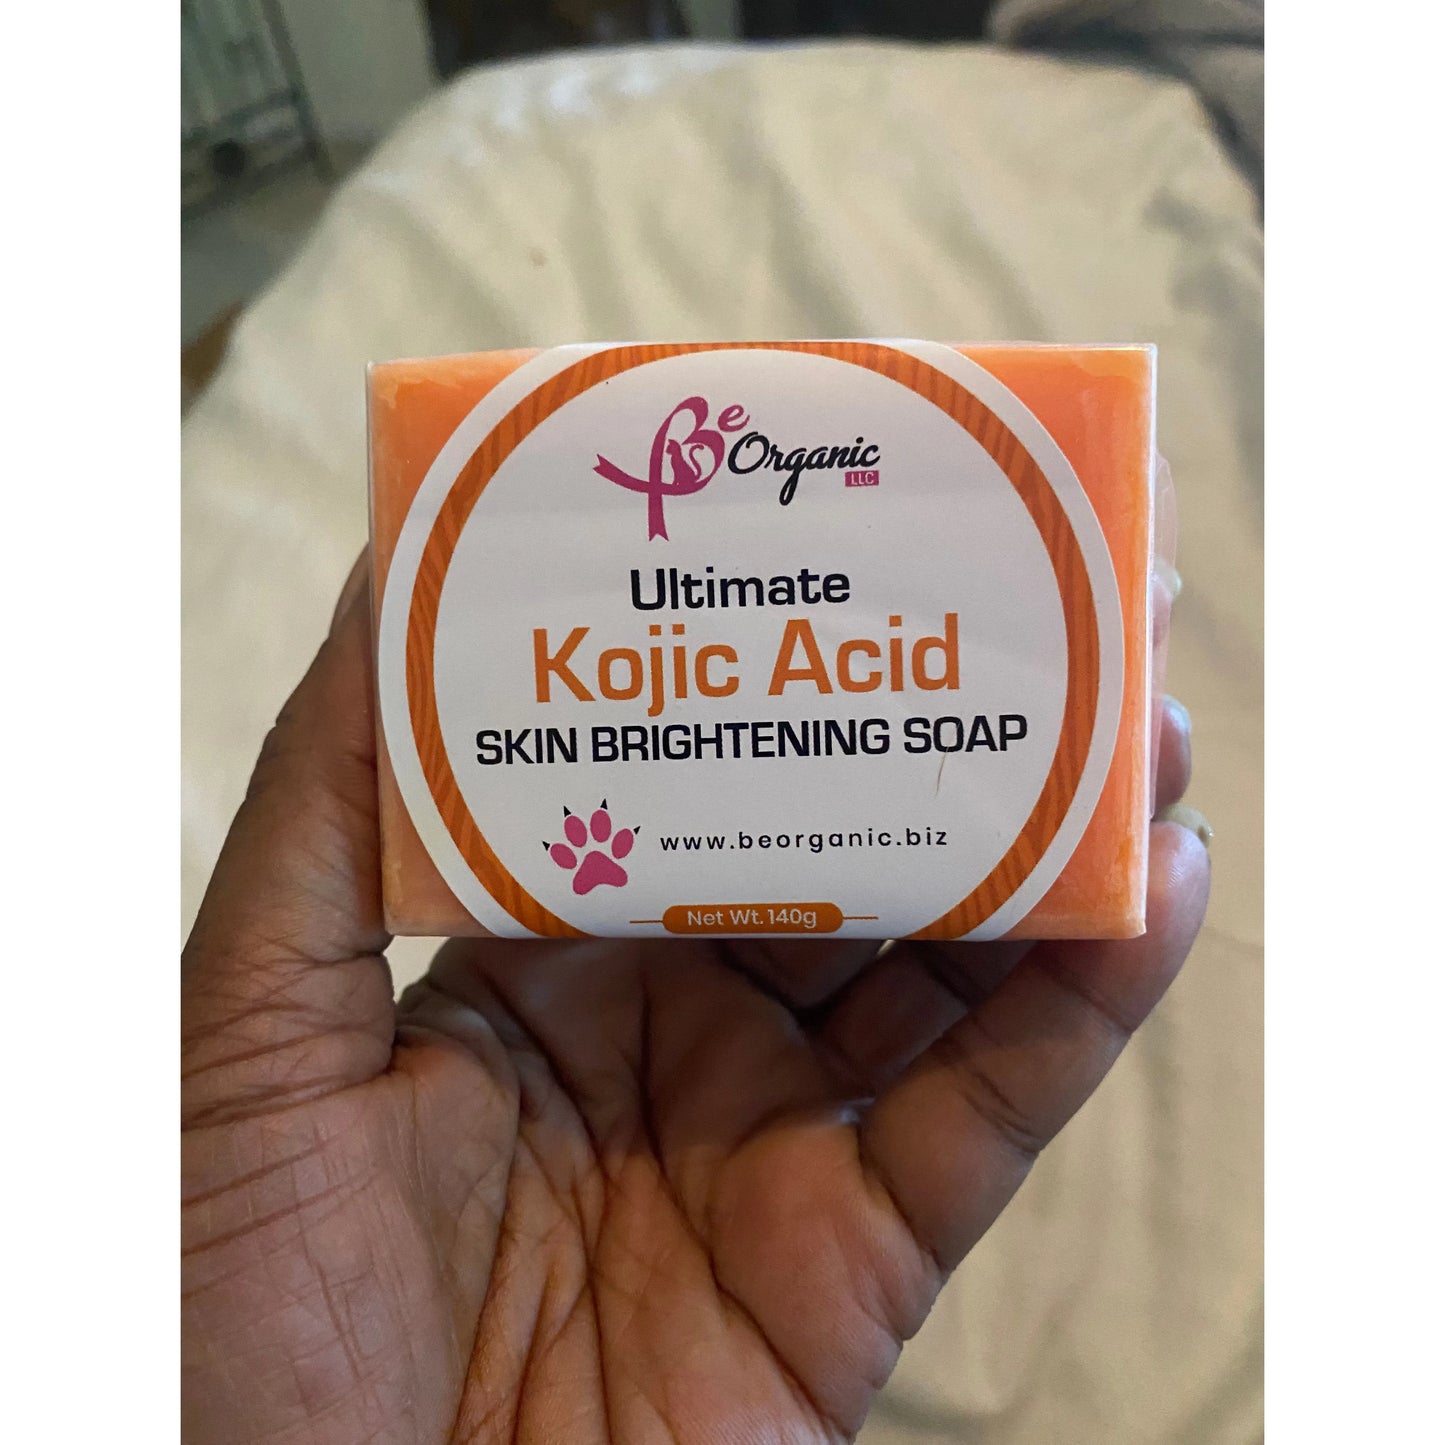 Be
Organic
LLC
Ultimate
Kojic Acid
SKIN BRIGHTENING SOAP
www.beorganic.biz
Net Wt. 140g